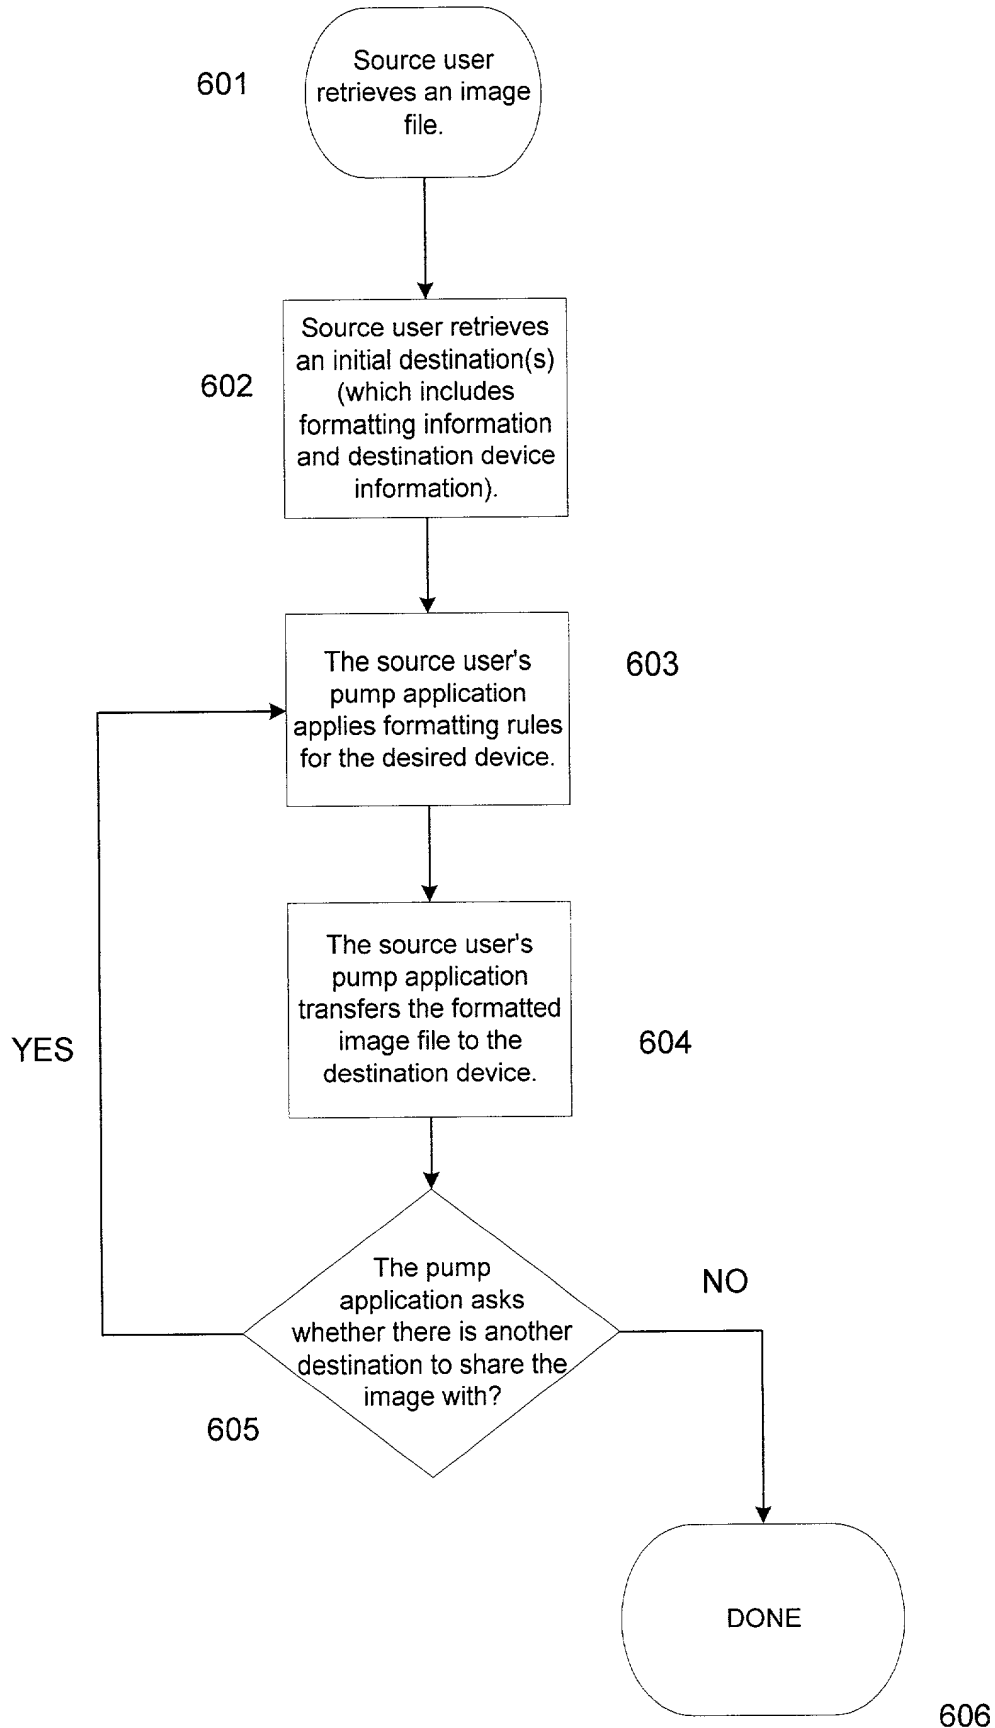 601
Source user
retrieves an image
file.
602
Source user retrieves
an initial destination(s)
(which includes
formatting information
and destination device
information).
603
The source user's
pump application
applies formatting rules
for the desired device.
604
The source user's
pump application
transfers the formatted
image file to the
destination device.
YES
NO
605
The pump
application asks
whether there is another
destination to share the
image with?
DONE
606